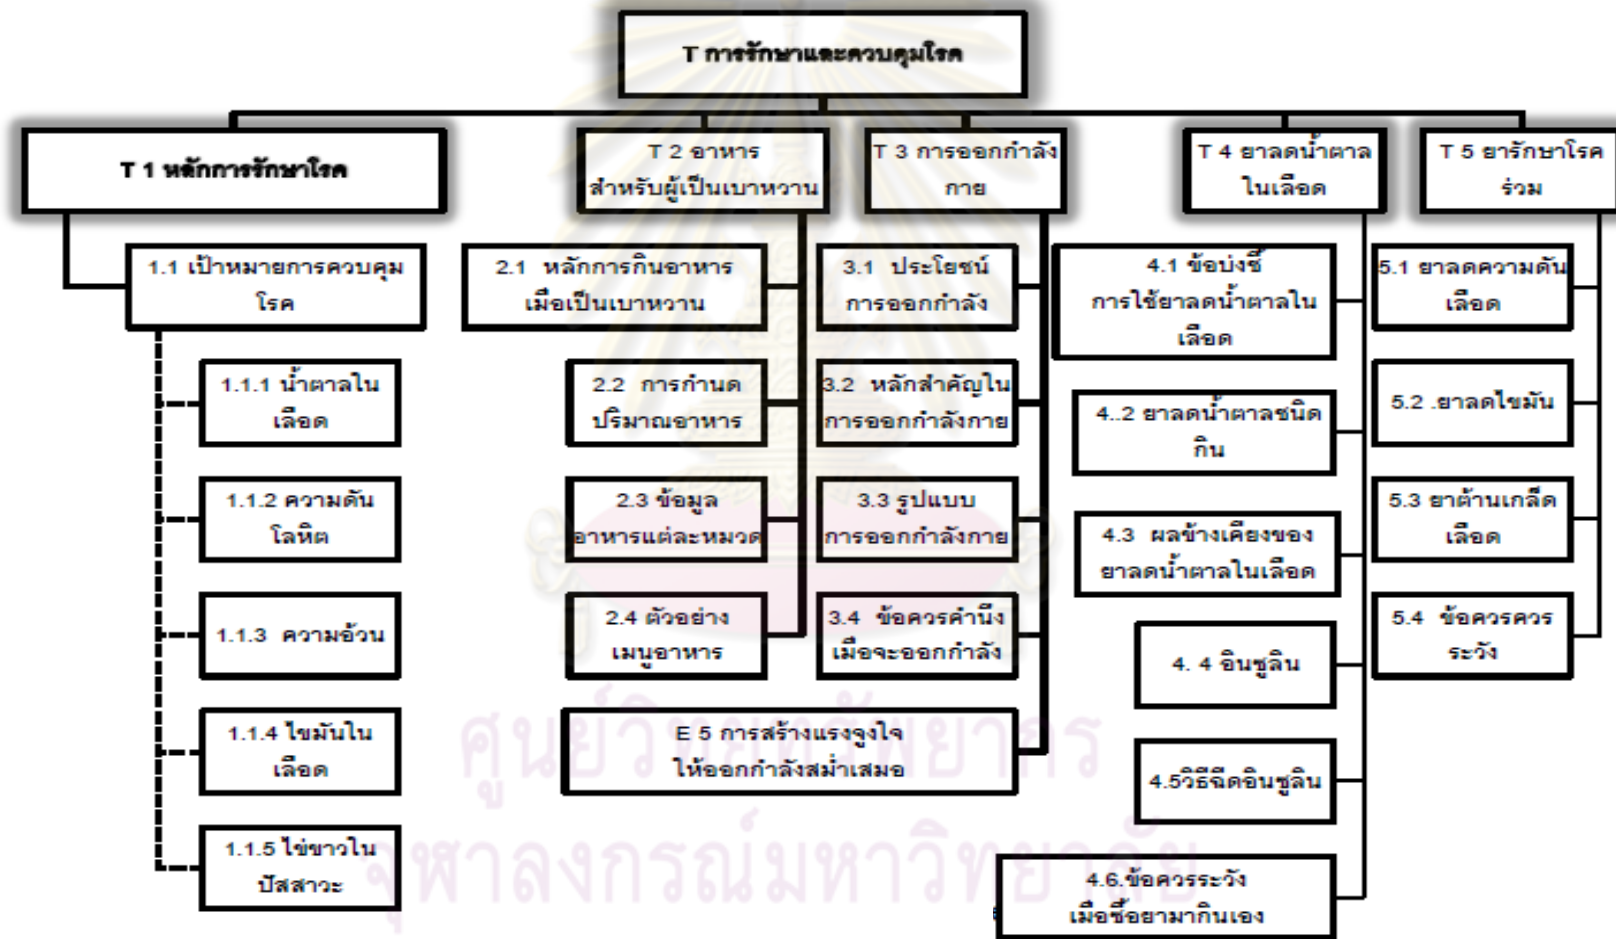 T การรักษาและควบคุมโรค
T 1 หลักการรักษาโรค
T 2 อาหาร
สำหรับผู้เป็นเบาหวาน
T 3 การออกกำลัง
กาย
T 4 ยาลดน้ำตาล
ในเลือด
T 5 ยารักษาโรค
ร่วม
1.1 เป้าหมายการควบคุม
โรค
1.1.1 น้ำตาลใน
เลือด
1.1.2 ความดัน
โลหิต
1.1.3 ความอ้วน
1.1.4 ไขมันใน
เลือด
1.1.5 ไข่ขาวใน
ปัสสาวะ
2.1 หลักการกินอาหาร
เมื่อเป็นเบาหวาน
2.2 การกำนด
ปริมาณอาหาร
2.3 ข้อมูล
อาหารแต่ละหมวด
2.4 ตัวอย่าง
เมนูอาหาร
3.1 ประโยชน์
การออกกำลัง
3.2 หลักสำคัญใน
การออกกำลังกาย
3.3 รูปแบบ
การออกกำลังกาย
3.4 ข้อควรคำนึง
เมื่อจะออกกำลัง
E 5 การสร้างแรงจูงใจ
ให้ออกกำลังสม่ำเสมอ
4.1 ข้อบ่งชี้
การใช้ยาลดน้ำตาลใน
เลือด
4..2 ยาลดน้ำตาลชนิด
กิน
4.3 ผลข้างเคียงของ
ยาลดน้ำตาลในเลือด
4. 4 อินซูลิน
4.5วิธีฉีดอินซูลิน
4.6.ข้อควรระวัง
เมื่อซื้อยามากินเอง
5.1 ยาลดความดัน
เลือด
5.2 .ยาลดไขมัน
5.3 ยาต้านเกล็ด
เลือด
5.4 ข้อควรควร
ระวัง
ศูนย์วิทยทรัพยากร
จุฬาลงกรณ์มหาวิทยาลัย